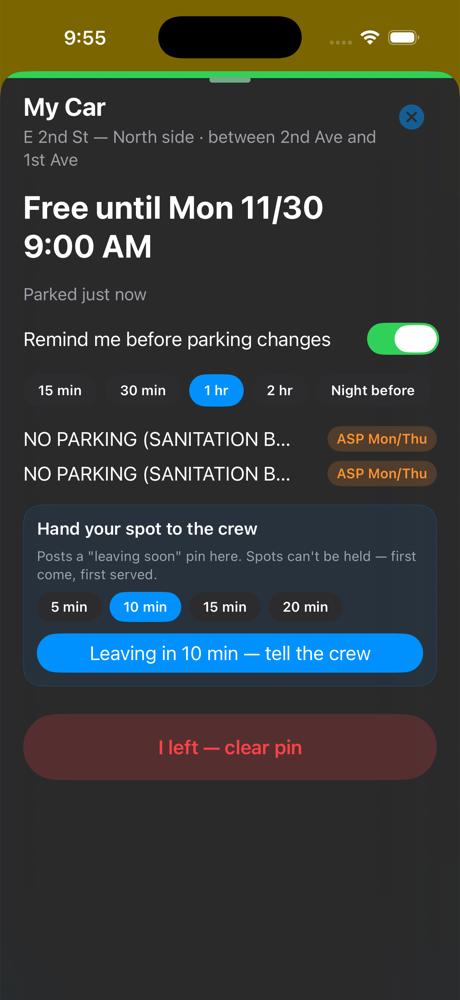 9:55
My Car
E 2nd St — North side · between 2nd Ave and
1st Ave
Free until Mon 11/30
9:00 AM
Parked just now
Remind me before parking changes
15 min
30 min
1 hr
2 hr
Night before
NO PARKING (SANITATION B...
ASP Mon/Thu
NO PARKING (SANITATION B...
ASP Mon/Thu
Hand your spot to the crew
Posts a "leaving soon" pin here. Spots can't be held — first
come, first served.
5 min
10 min
15 min
20 min
Leaving in 10 min — tell the crew
I left — clear pin